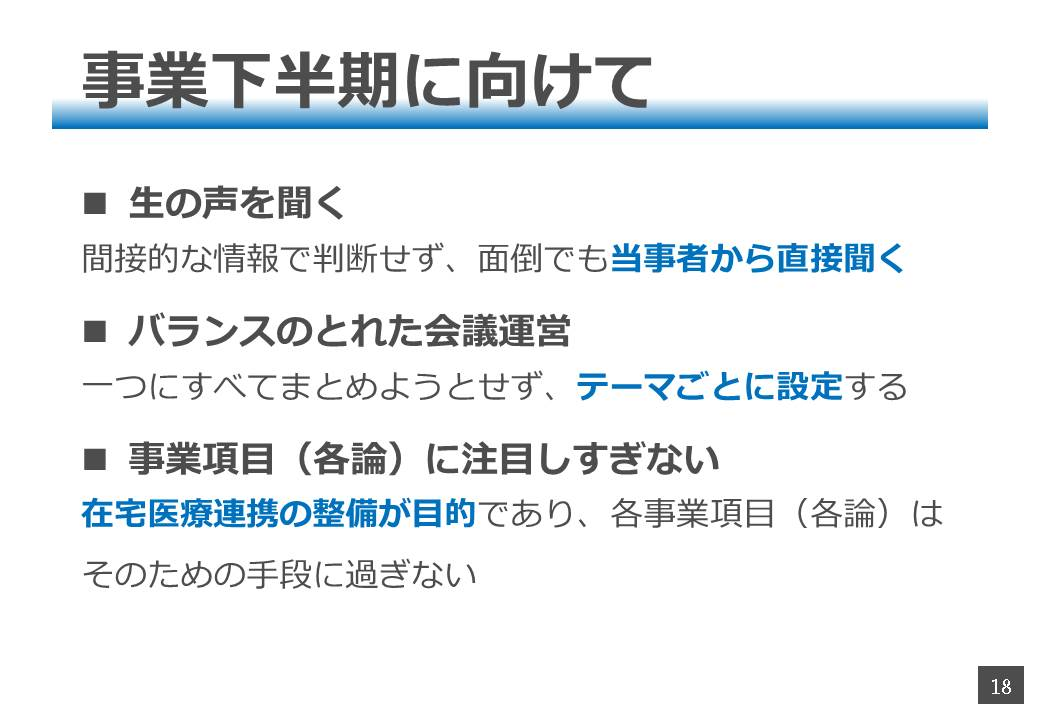 事業下半期に向けて
■ 生の声を聞く
間接的な情報で判断せず、面倒でも当事者から直接聞く
■ バランスのとれた会議運営
一つにすべてまとめようとせず、テーマごとに設定する
■ 事業項目（各論）に注目しすぎない
在宅医療連携の整備が目的であり、各事業項目（各論）は
そのための手段に過ぎない
18